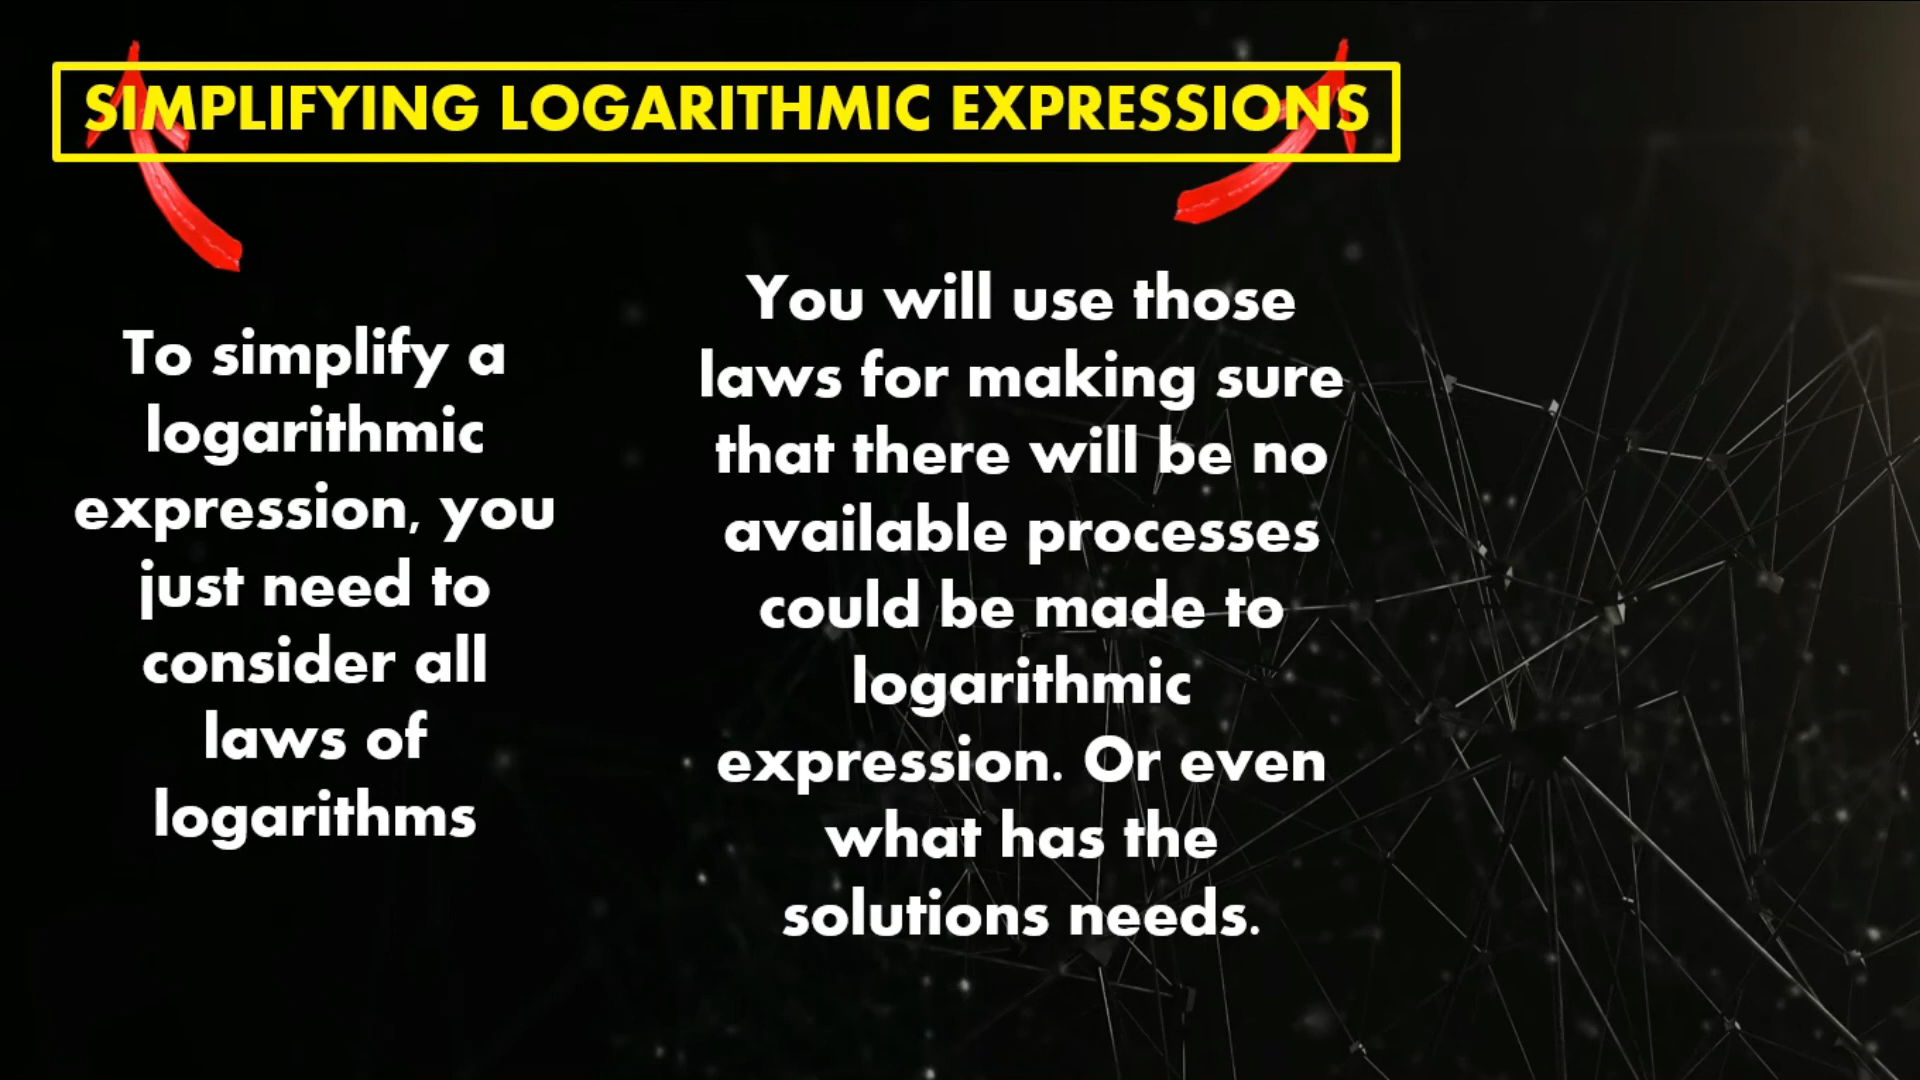 SIMPLIFYING LOGARITHMIC EXPRESSIONS
To simplify a
logarithmic
expression, you
just need to
consider all
laws of
logarithms
You will use those
laws for making sure
that there will be no
available processes
could be made to
logarithmic
expression. Or even
what has the
solutions needs.